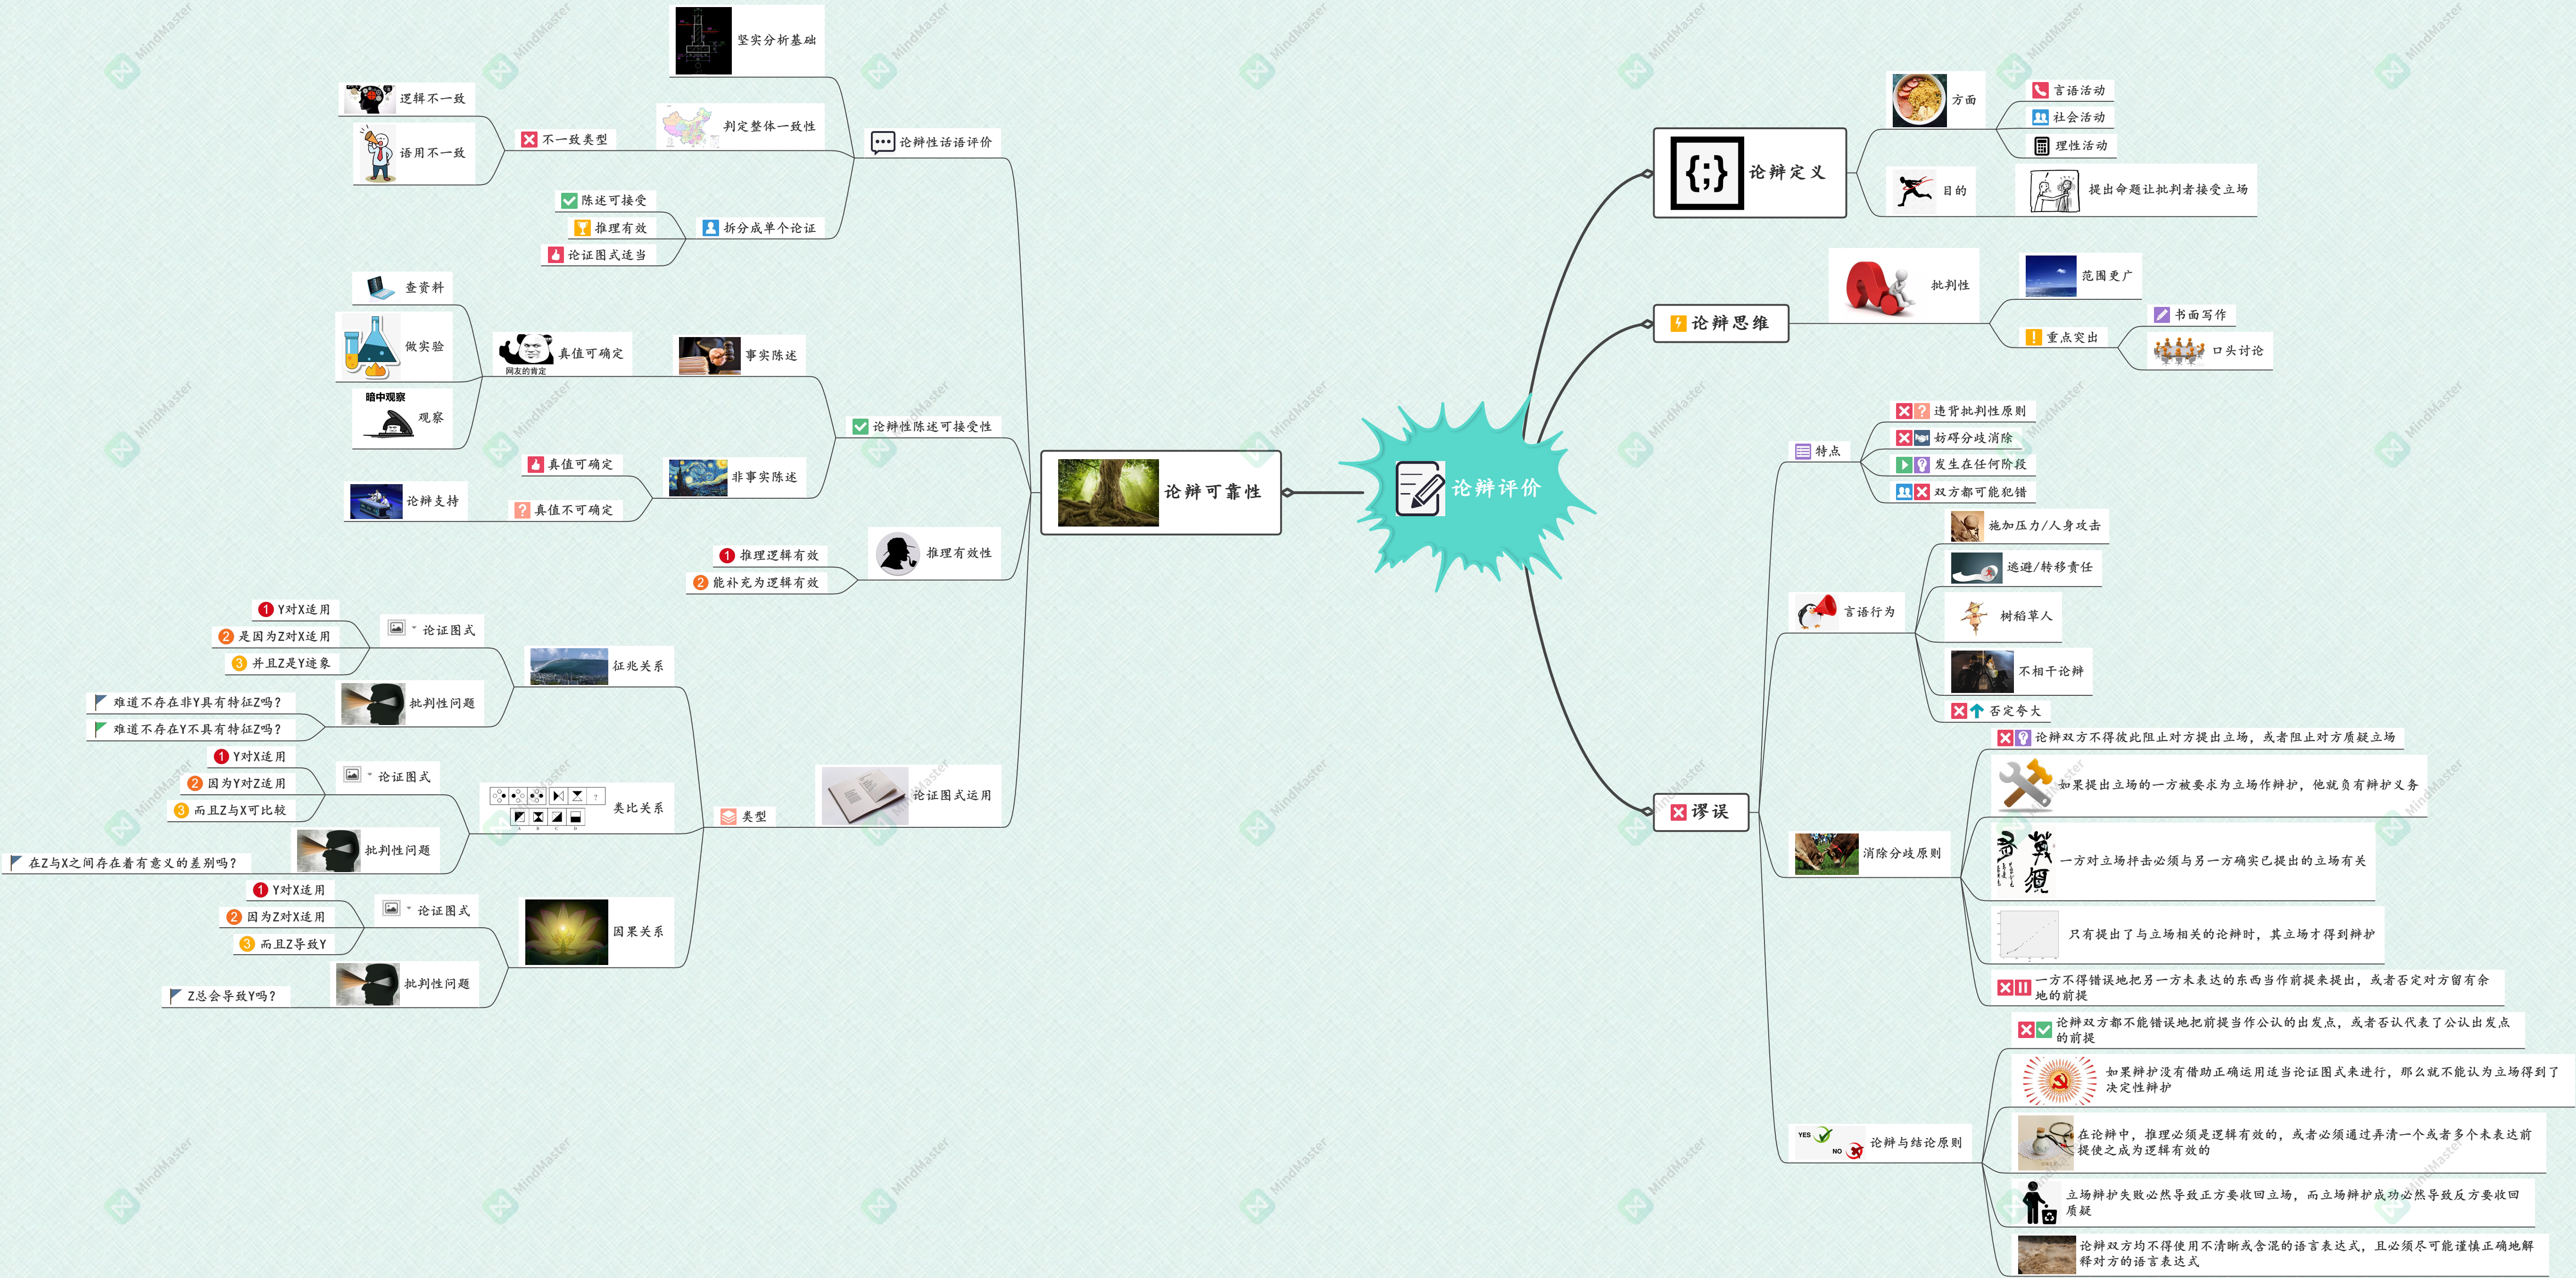 论辩评价
论辩定义
方面
言语活动
社会活动
理性活动
目的
提出命题让批判者接受立场
论辩思维
批判性
范围更广
重点突出
书面写作
口头讨论
谬误
特点
违背批判性原则
妨碍分歧消除
发生在任何阶段
双方都可能犯错
言语行为
施加压力/人身攻击
逃避/转移责任
树稻草人
不相干论辩
否定夸大
消除分歧原则
论辩双方不得彼此阻止对方提出立场，或者阻止对方质疑立场
如果提出立场的一方被要求为立场作辩护，他就负有辩护义务
一方对立场抨击必须与另一方确实已提出的立场有关
只有提出了与立场相关的论辩时，其立场才得到辩护
一方不得错误地把另一方未表达的东西当作前提来提出，或者否定对方留有余
地的前提
YES
NO
论辩与结论原则
论辩双方都不能错误地把前提当作公认的出发点，或者否认代表了公认出发点
的前提
如果辩护没有借助正确运用适当论证图式来进行，那么就不能认为立场得到了
决定性辩护
在论辩中，推理必须是逻辑有效的，或者必须通过弄清一个或者多个未表达前
提使之成为逻辑有效的
立场辩护失败必然导致正方要收回立场，而立场辩护成功必然导致反方要收回
质疑
论辩双方均不得使用不清晰或含混的语言表达式，且必须尽可能谨慎正确地解
释对方的语言表达式
论辩可靠性
论辩性话语评价
坚实分析基础
判定整体一致性
不一致类型
逻辑不一致
语用不一致
拆分成单个论证
陈述可接受
推理有效
论证图式适当
论辩性陈述可接受性
事实陈述
真值可确定
网友的肯定
查资料
做实验
暗中观察
观察
非事实陈述
真值可确定
真值不可确定
论辩支持
推理有效性
1 推理逻辑有效
2 能补充为逻辑有效
论证图式运用
类型
征兆关系
论证图式
1 Y对X适用
2 是因为Z对X适用
3 并且Z是Y迹象
批判性问题
难道不存在非Y具有特征Z吗？
难道不存在Y不具有特征Z吗？
类比关系
?
A B C D
论证图式
1 Y对X适用
2 因为Y对Z适用
3 而且Z与X可比较
批判性问题
在Z与X之间存在着有意义的差别吗？
因果关系
论证图式
1 Y对X适用
2 因为Z对X适用
3 而且Z导致Y
批判性问题
Z总会导致Y吗？
MindMaster